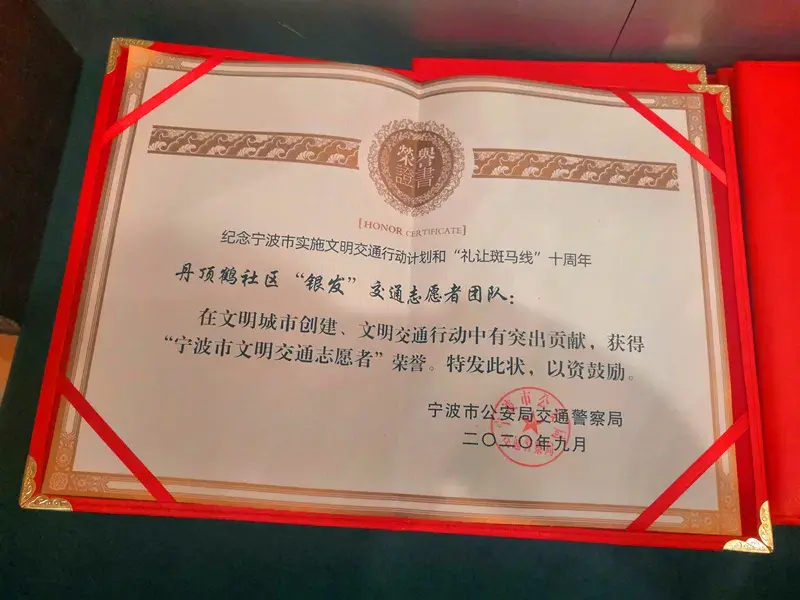 榮譽
證書
[HONOR CERTIFICATE]
纪念宁波市实施文明交通行动计划和“礼让斑马线”十周年
丹顶鹤社区“银发”交通志愿者团队：
在文明城市创建、文明交通行动中有突出贡献，获得
“宁波市文明交通志愿者”荣誉。特发此状，以资鼓励。
宁波市公安局交通警察局
二〇二〇年九月